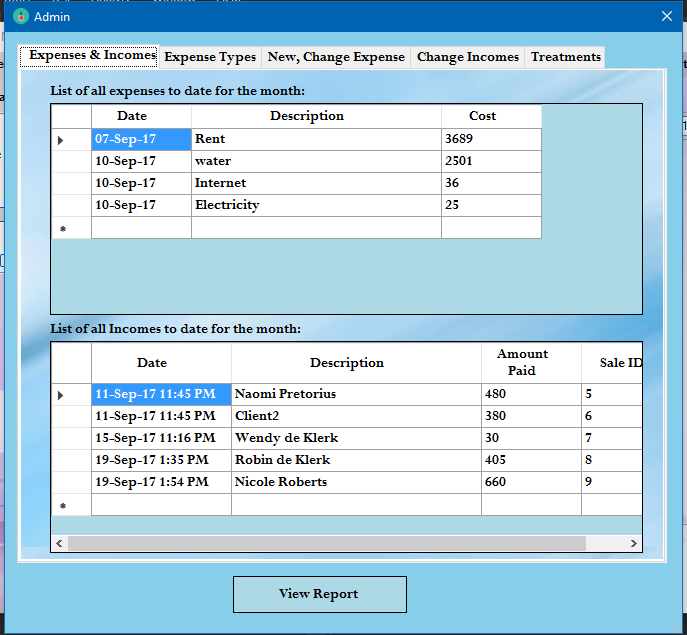 Admin
Expenses & Incomes Expense Types New, Change Expense Change Incomes Treatments
List of all expenses to date for the month:
Date Description Cost
07-Sep-17 Rent 3689
10-Sep-17 water 2501
10-Sep-17 Internet 36
10-Sep-17 Electricity 25
List of all Incomes to date for the month:
Date Description Amount Paid Sale ID
11-Sep-17 11:45 PM Naomi Pretorius 480 5
11-Sep-17 11:45 PM Client2 380 6
15-Sep-17 11:16 PM Wendy de Klerk 30 7
19-Sep-17 1:35 PM Robin de Klerk 405 8
19-Sep-17 1:54 PM Nicole Roberts 660 9
View Report